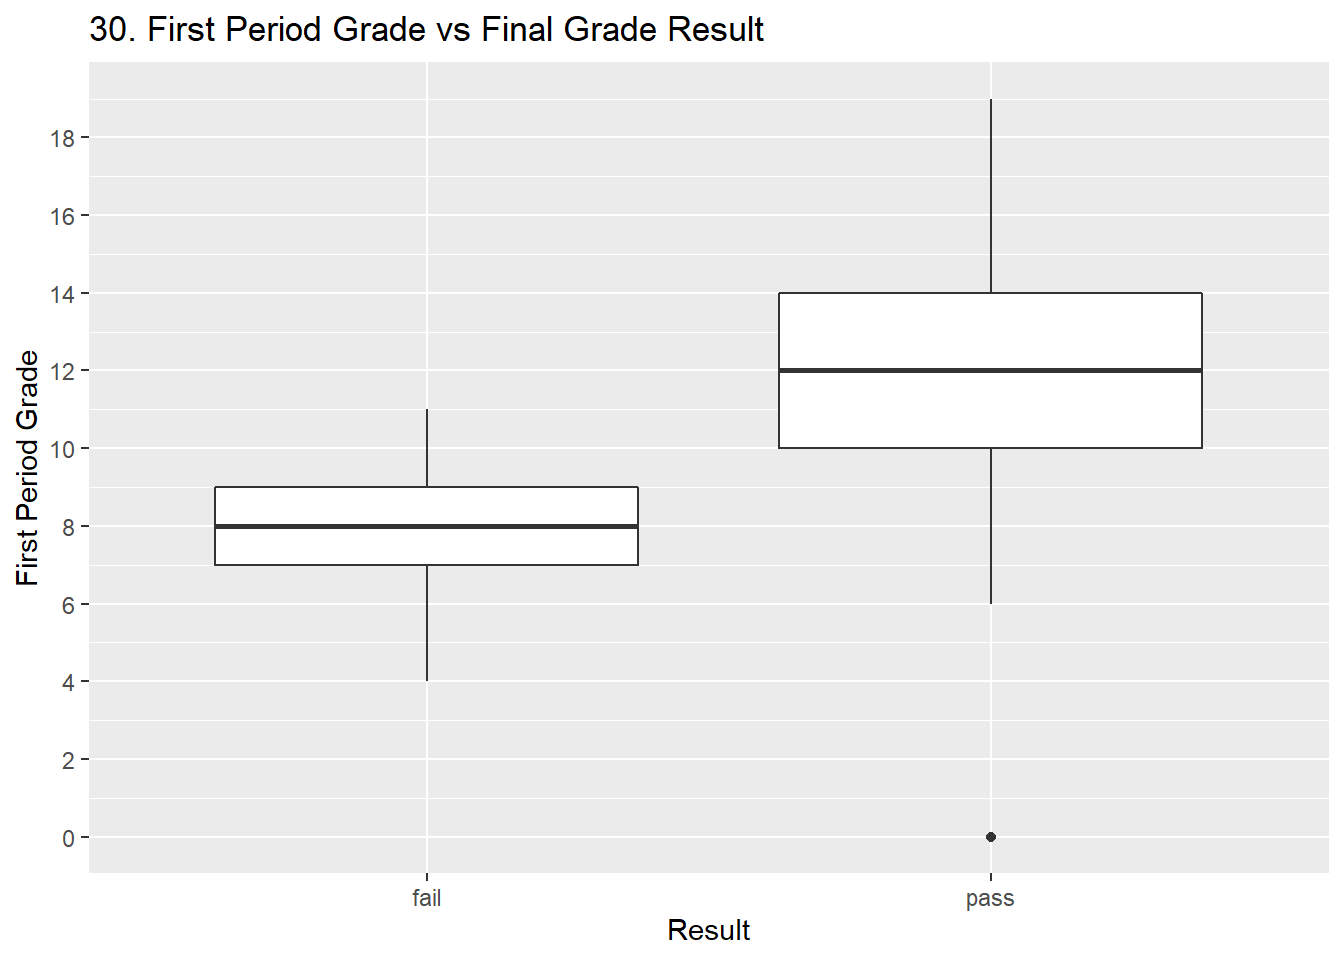 30. First Period Grade vs Final Grade Result
First Period Grade
18
16
14
12
10
8
6
4
2
0
fail pass
Result